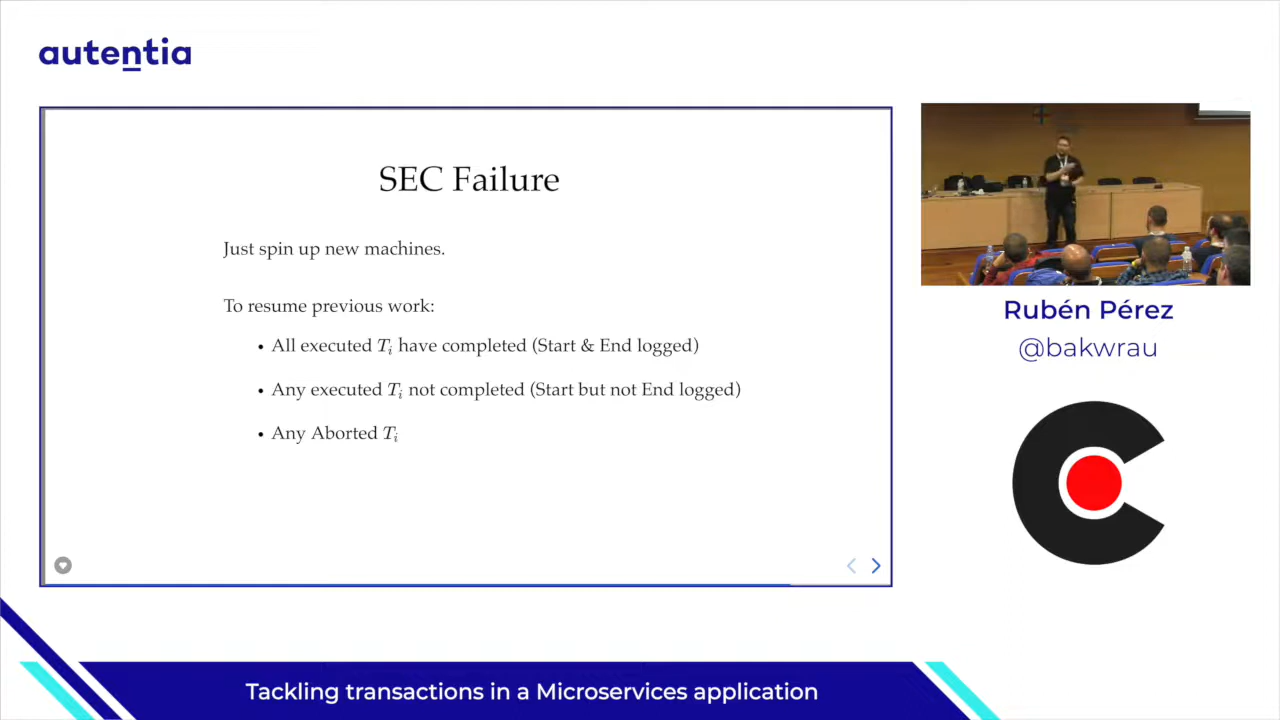 autentia
SEC Failure
Just spin up new machines.
To resume previous work:
• All executed Ti have completed (Start & End logged)
• Any executed Ti not completed (Start but not End logged)
• Any Aborted Ti
Rubén Pérez
@bakwrau
Tackling transactions in a Microservices application